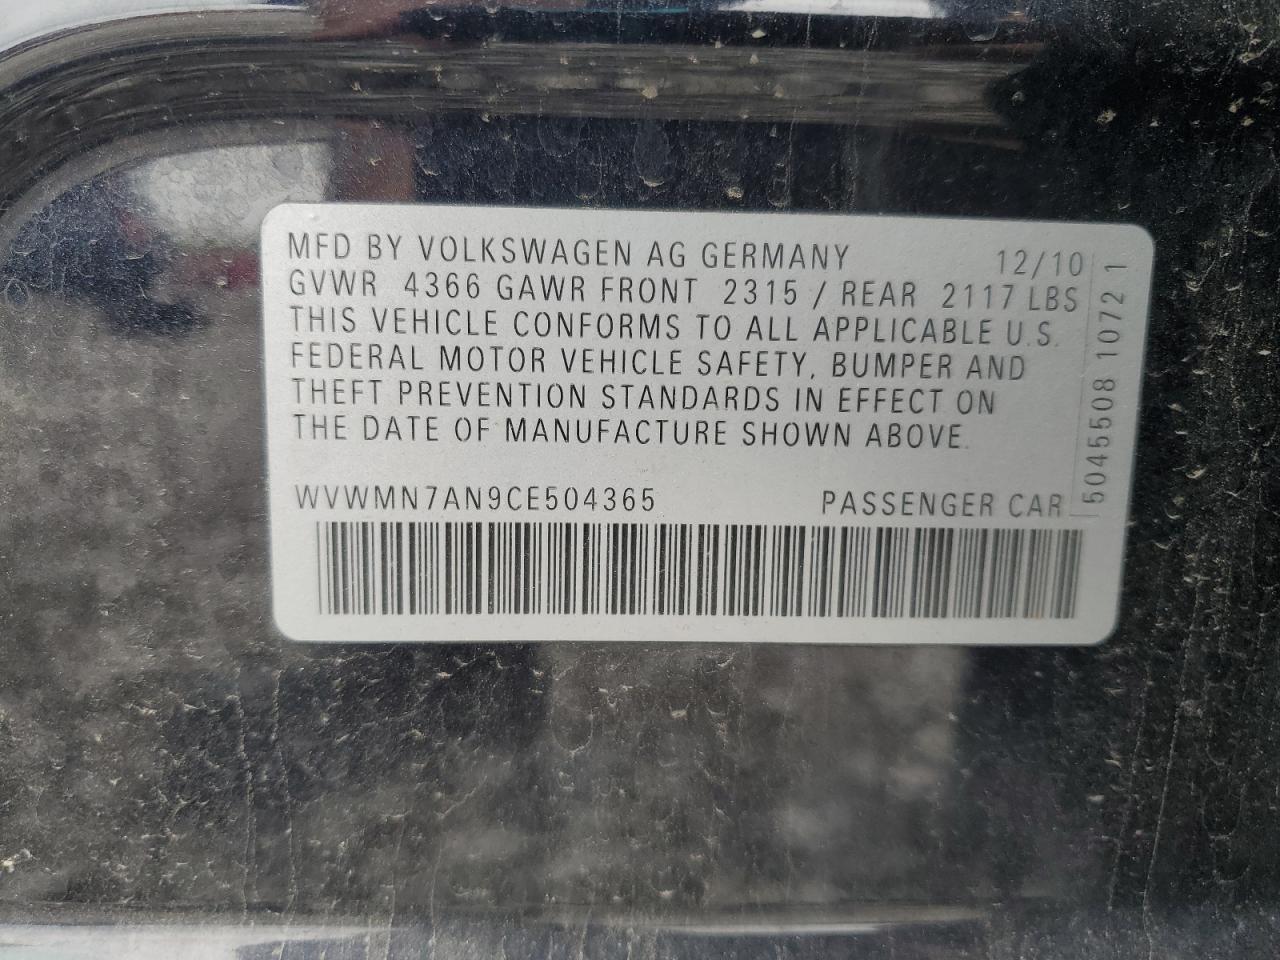 MFD BY VOLKSWAGEN AG GERMANY 12/10
GVWR 4366 GAWR FRONT 2315 / REAR 2117 LBS
THIS VEHICLE CONFORMS TO ALL APPLICABLE U.S.
FEDERAL MOTOR VEHICLE SAFETY, BUMPER AND
THEFT PREVENTION STANDARDS IN EFFECT ON
THE DATE OF MANUFACTURE SHOWN ABOVE.
WVWMN7AN9CE504365 PASSENGER CAR
5045508 1072 1